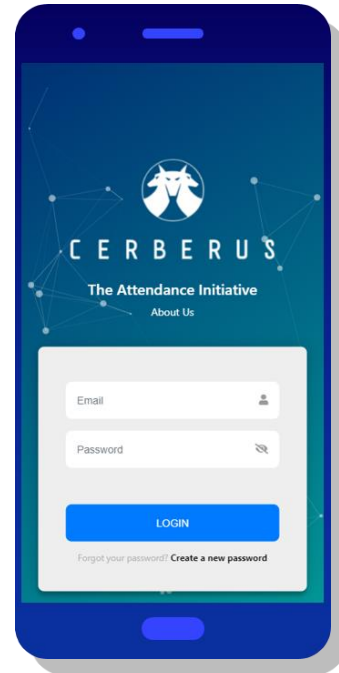 CERBERUS
The Attendance Initiative
About Us
Email
Password
LOGIN
Forgot your password? Create a new password